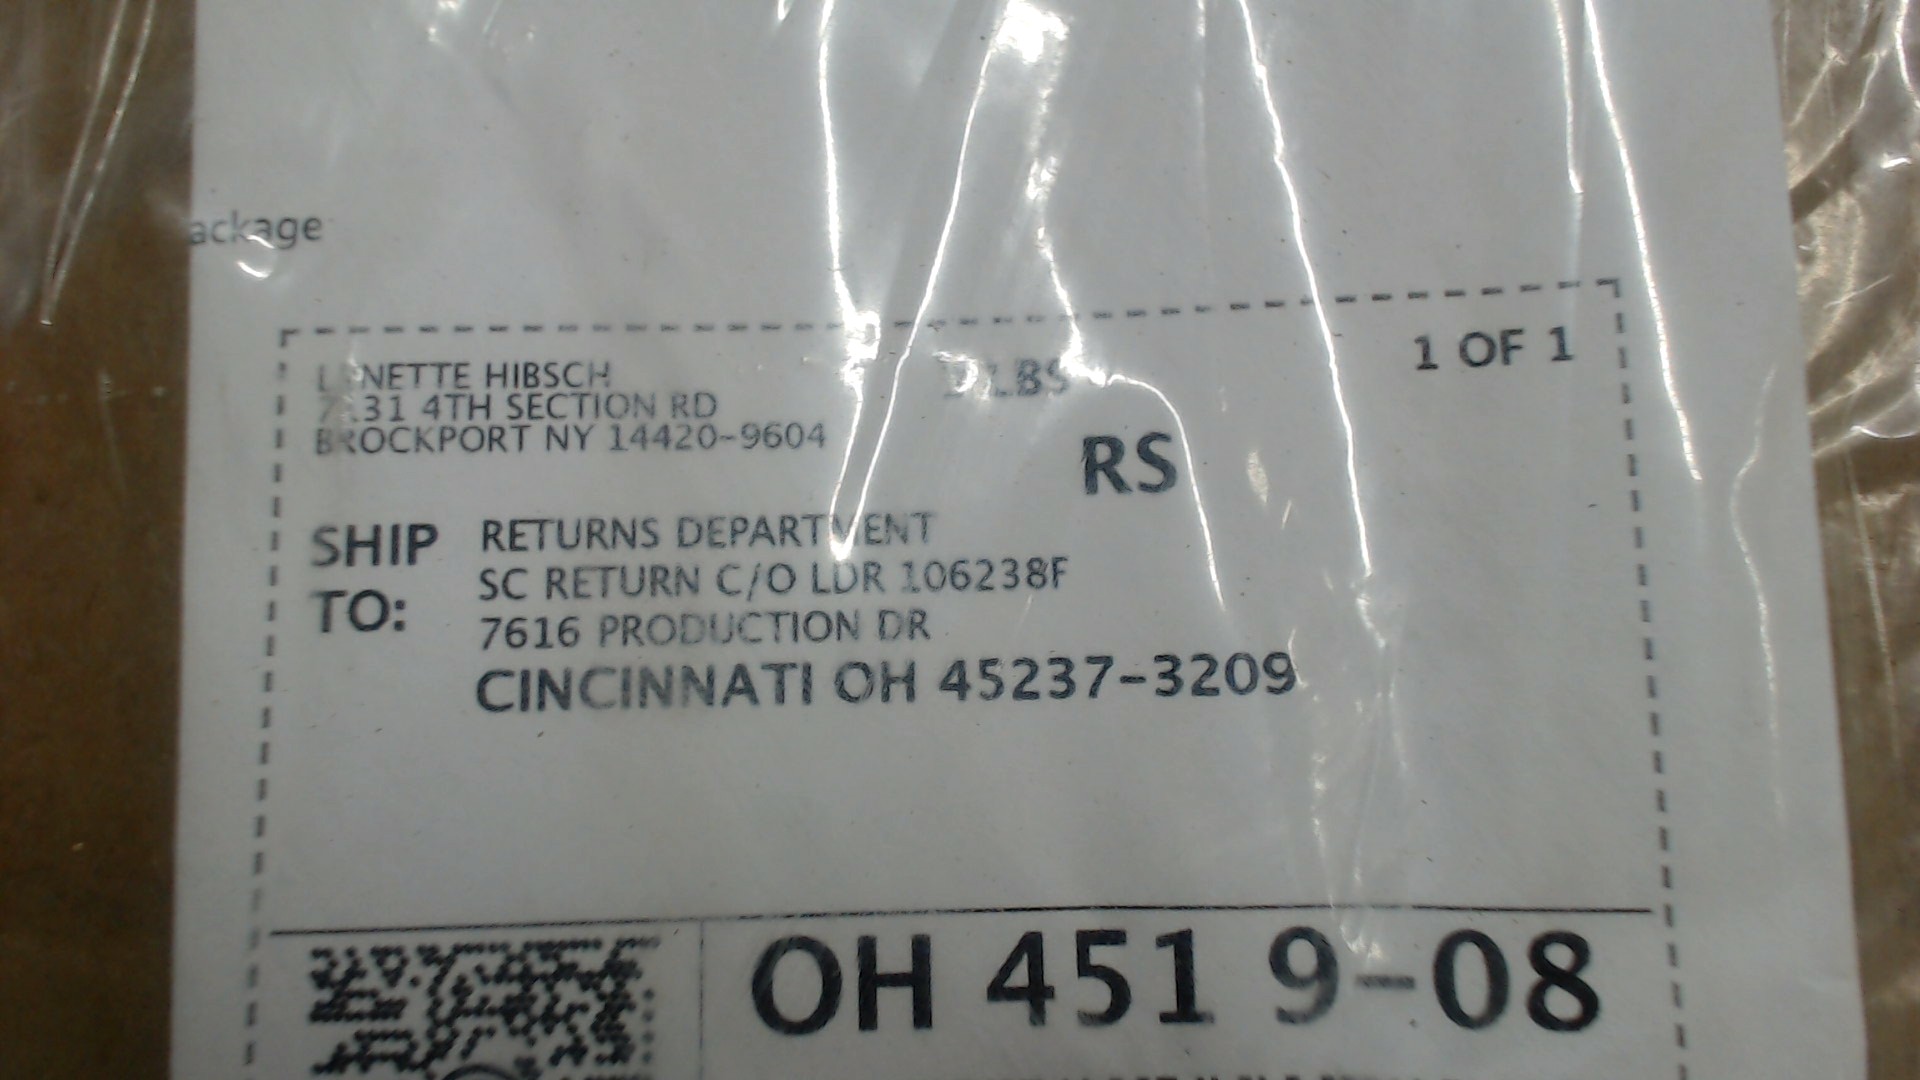 ackage
HIBSCH
1 OF 1
4TH SECTION RD
BROCKPORT NY 14420-9604
RS
SHIP TO:
RETURNS DEPARTMENT
SC RETURN C/O LDR 106238F
7616 PRODUCTION DR
CINCINNATI OH 45237-3209
OH 451 9-08